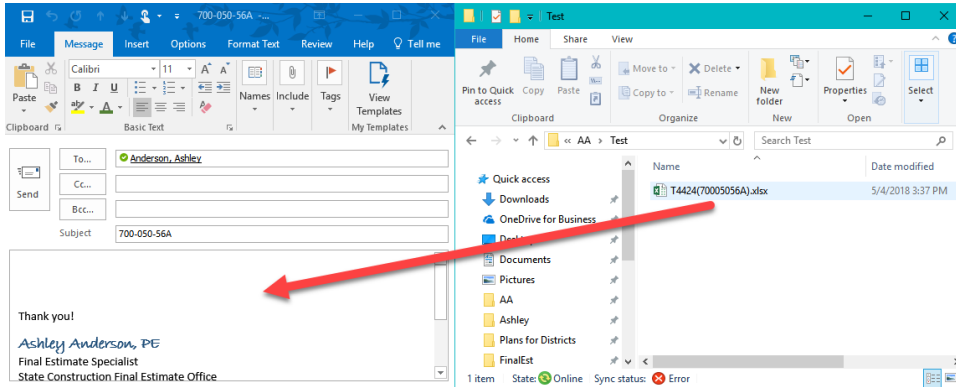 700-050-56A -...
File Message Insert Options Format Text Review Help Tell me
Paste
Calibri 11 A A
B I U
ab A
Names Include Tags
View
Templates
Clipboard Basic Text My Templates
Send
To... Anderson, Ashley
Cc...
Bcc...
Subject 700-050-56A
Thank you!
Ashley Anderson, PE
Final Estimate Specialist
State Construction Final Estimate Office
Test
File Home Share View
Pin to Quick
access
Copy Paste
Move to Delete
Copy to Rename
New
folder
Properties
Select
Clipboard Organize New Open
« AA > Test
Search Test
Name Date modified
T4424(70005056A).xlsx 5/4/2018 3:37 PM
Quick access
Downloads
OneDrive for Business
Desktop
Documents
Pictures
AA
Ashley
Plans for Districts
FinalEst
1 item State: Online Sync status: Error